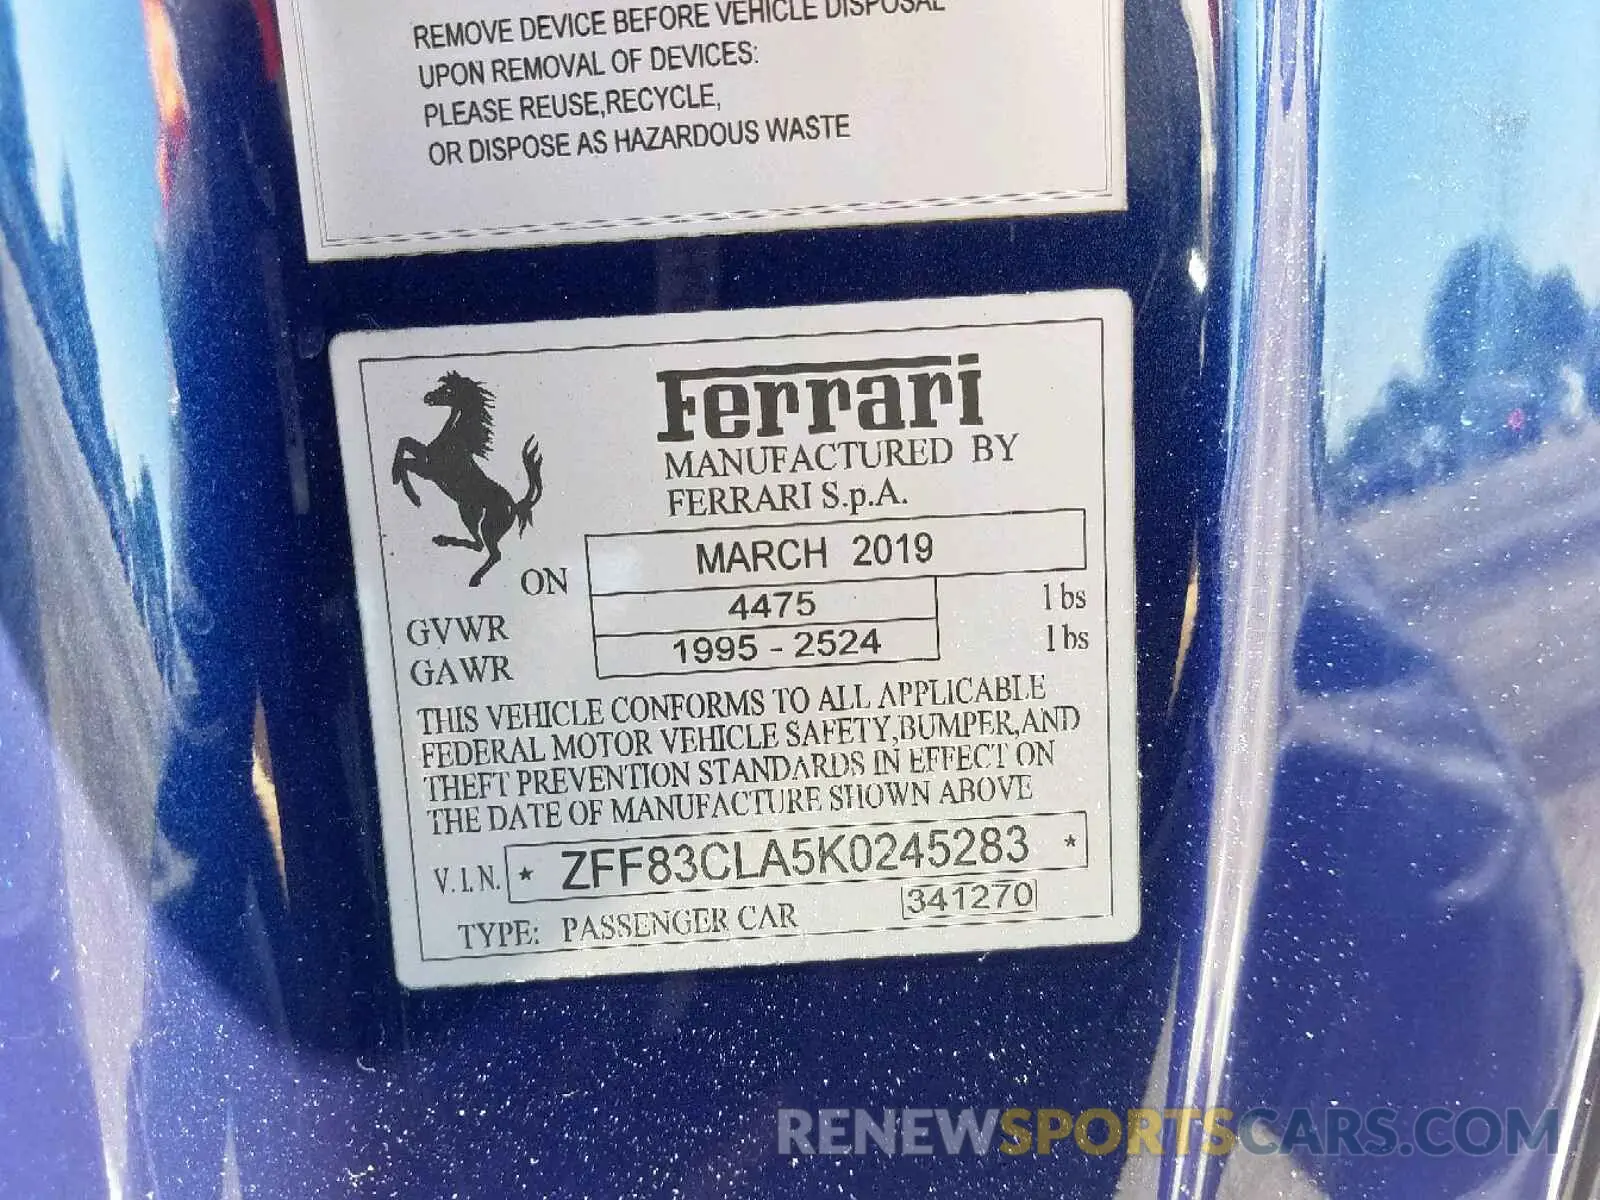 REMOVE DEVICE BEFORE VEHICLE DISPOSAL
UPON REMOVAL OF DEVICES:
PLEASE REUSE,RECYCLE,
OR DISPOSE AS HAZARDOUS WASTE
Ferrari
MANUFACTURED BY
FERRARI S.p.A.
ON MARCH 2019
GVWR 4475 lbs
GAWR 1995 - 2524 lbs
THIS VEHICLE CONFORMS TO ALL APPLICABLE
FEDERAL MOTOR VEHICLE SAFETY,BUMPER,AND
THEFT PREVENTION STANDARDS IN EFFECT ON
THE DATE OF MANUFACTURE SHOWN ABOVE
V.I.N. * ZFF83CLA5K0245283 *
TYPE: PASSENGER CAR 341270
RENEWSPORTSCARS.COM